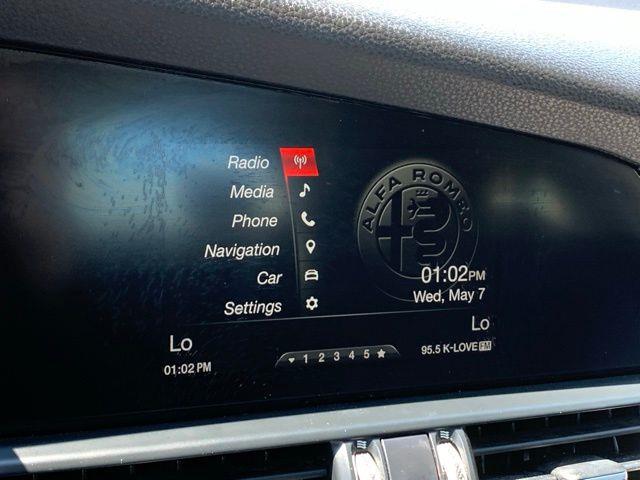 Radio
Media
Phone
Navigation
Car
Settings
ALFA ROMEO
01:02PM
Wed, May 7
Lo
01:02 PM
1 2 3 4 5
Lo
95.5 K-LOVE FM